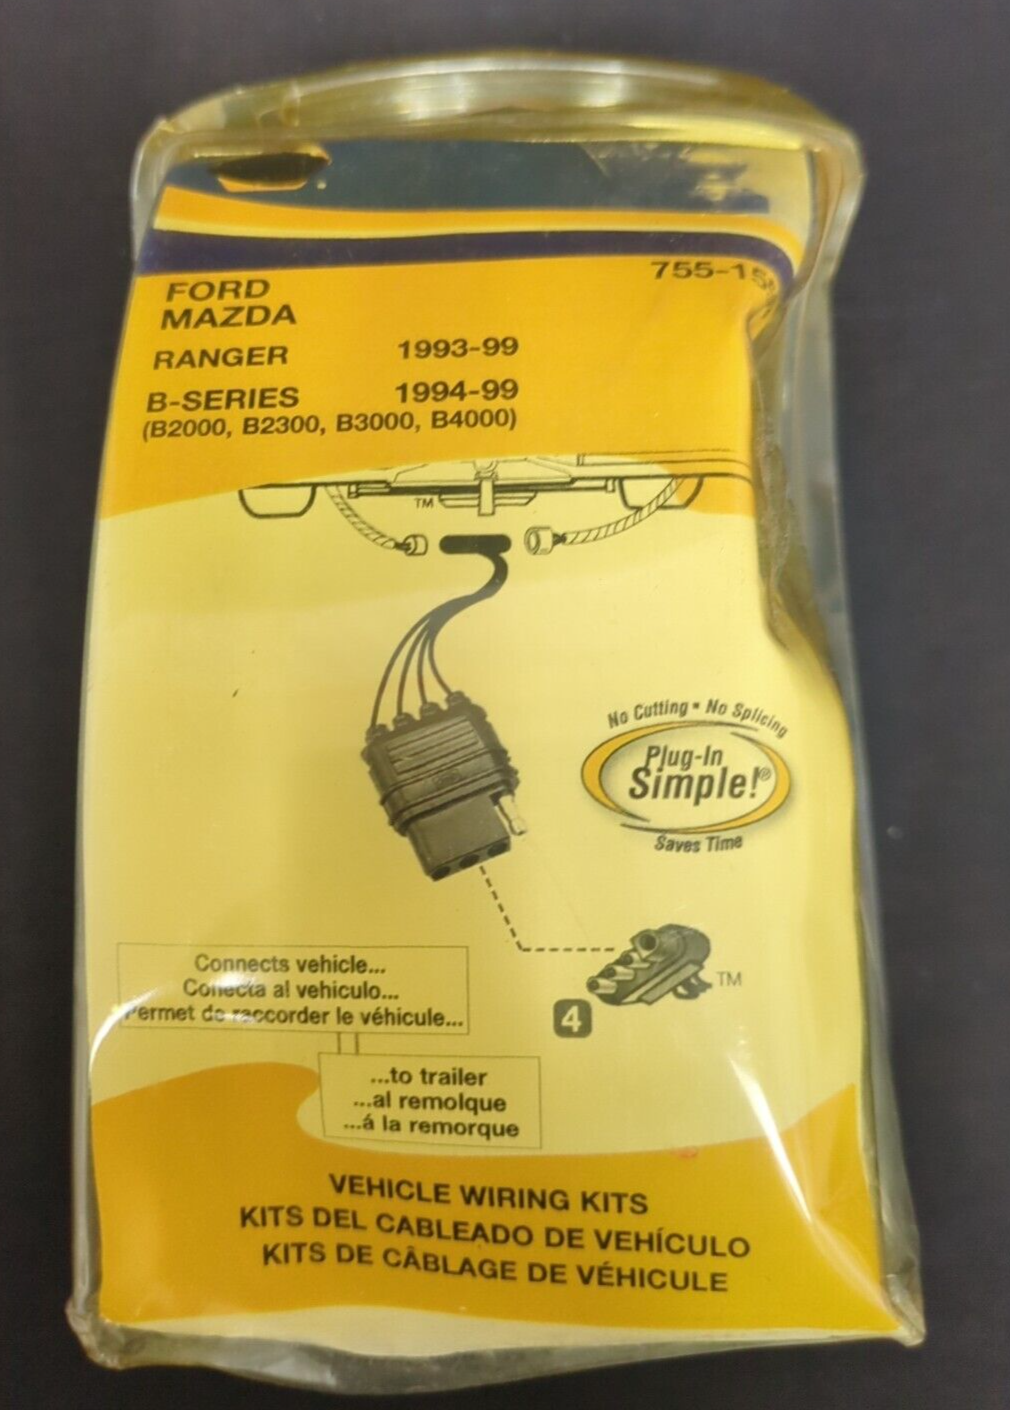 755-15
FORD
MAZDA
RANGER 1993-99
B-SERIES 1994-99
(B2000, B2300, B3000, B4000)
TM
No Cutting • No Splicing
Plug-In
Simple!®
Saves Time
Connects vehicle...
Conecta al vehiculo...
Permet de raccorder le véhicule...
TM
4
...to trailer
...al remolque
...á la remorque
VEHICLE WIRING KITS
KITS DEL CABLEADO DE VEHÍCULO
KITS DE CÂBLAGE DE VÉHICULE